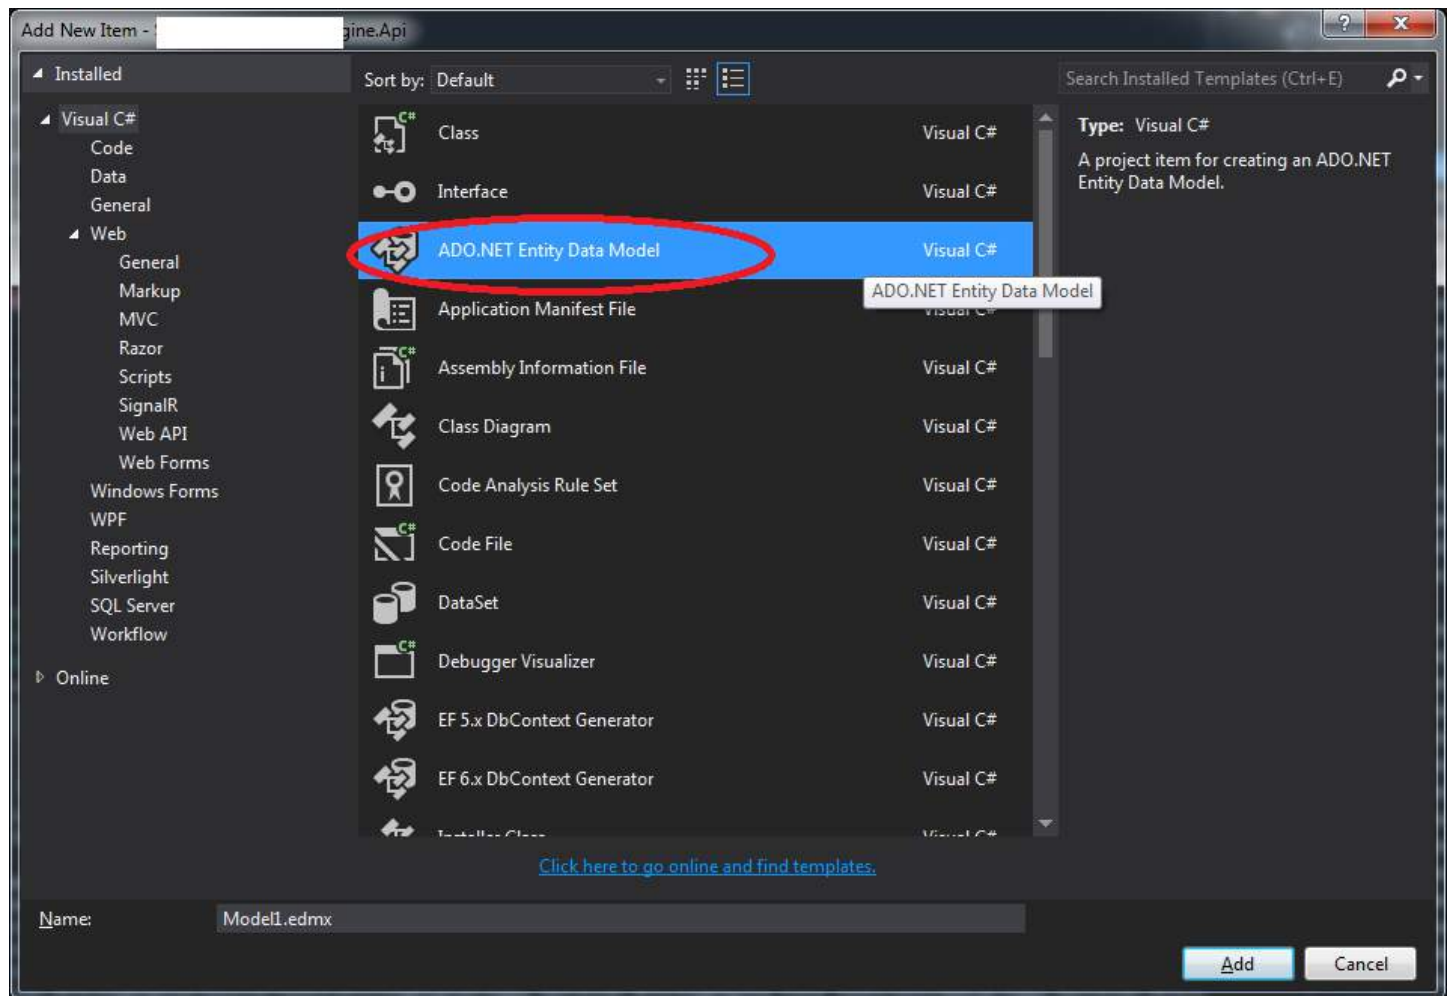 Add New Item -
gine.Api
?
X
Installed
Sort by: Default
Search Installed Templates (Ctrl+E)
Visual C#
Code
Data
General
Web
General
Markup
MVC
Razor
Scripts
SignalR
Web API
Web Forms
Windows Forms
WPF
Reporting
Silverlight
SQL Server
Workflow
Online
C# Class Visual C#
Interface Visual C#
ADO.NET Entity Data Model Visual C#
ADO.NET Entity Data Model
Application Manifest File Visual C#
C# Assembly Information File Visual C#
Class Diagram Visual C#
Code Analysis Rule Set Visual C#
C# Code File Visual C#
DataSet Visual C#
C# Debugger Visualizer Visual C#
EF 5.x DbContext Generator Visual C#
EF 6.x DbContext Generator Visual C#
Installer Class Visual C#
Type: Visual C#
A project item for creating an ADO.NET
Entity Data Model.
Click here to go online and find templates.
Name: Model1.edmx
Add
Cancel